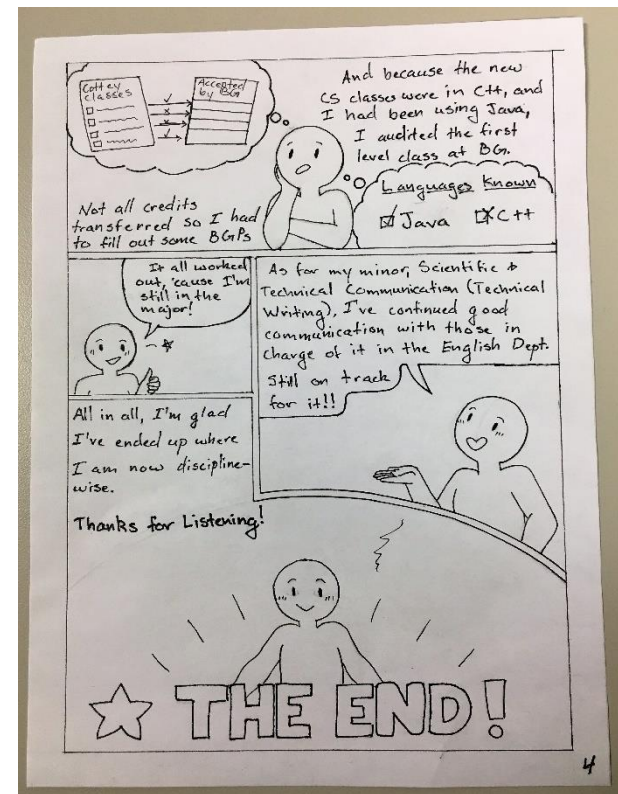 Cottey
classes
Accepted
by BG
And because the new
CS classes were in C++, and
I had been using Java,
I audited the first
level class at BG.
Not all credits
transferred so I had
to fill out some BGPs
Languages Known
Java C++
It all worked
out, 'cause I'm
still in the
major!
As for my minor, Scientific &
Technical Communication (Technical
Writing), I've continued good
communication with those in
charge of it in the English Dept.
Still on track
for it!!
All in all, I'm glad
I've ended up where
I am now discipline-
wise.
Thanks for Listening!
THE END!
4